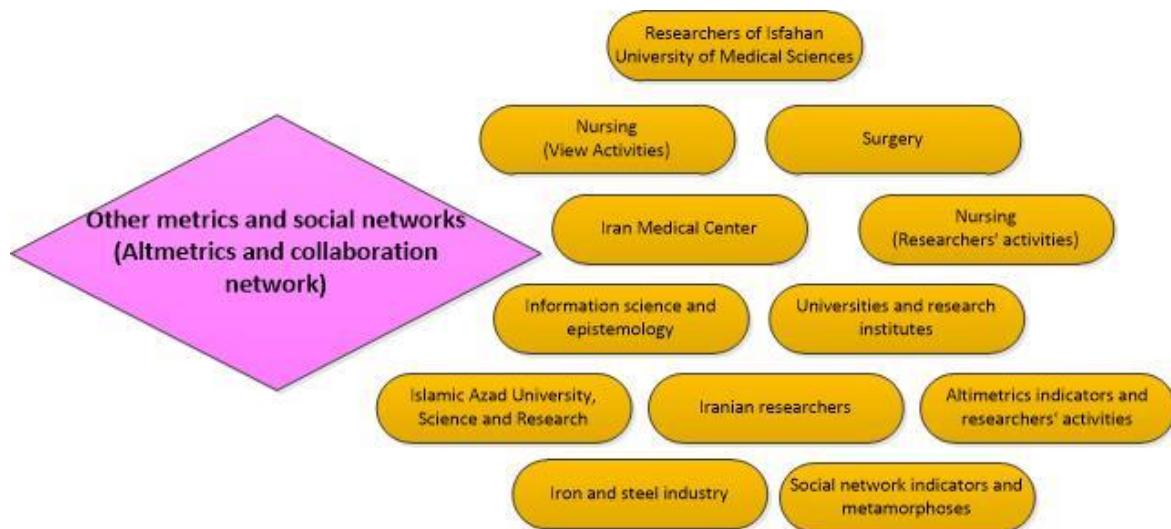 Researchers of Isfahan
University of Medical Sciences
Nursing
(View Activities)
Surgery
Other metrics and social networks
(Altmetrics and collaboration
network)
Iran Medical Center
Nursing
(Researchers' activities)
Information science and
epistemology
Universities and research
institutes
Islamic Azad University,
Science and Research
Iranian researchers
Altimetrics indicators and
researchers' activities
Iron and steel industry
Social network indicators and
metamorphoses